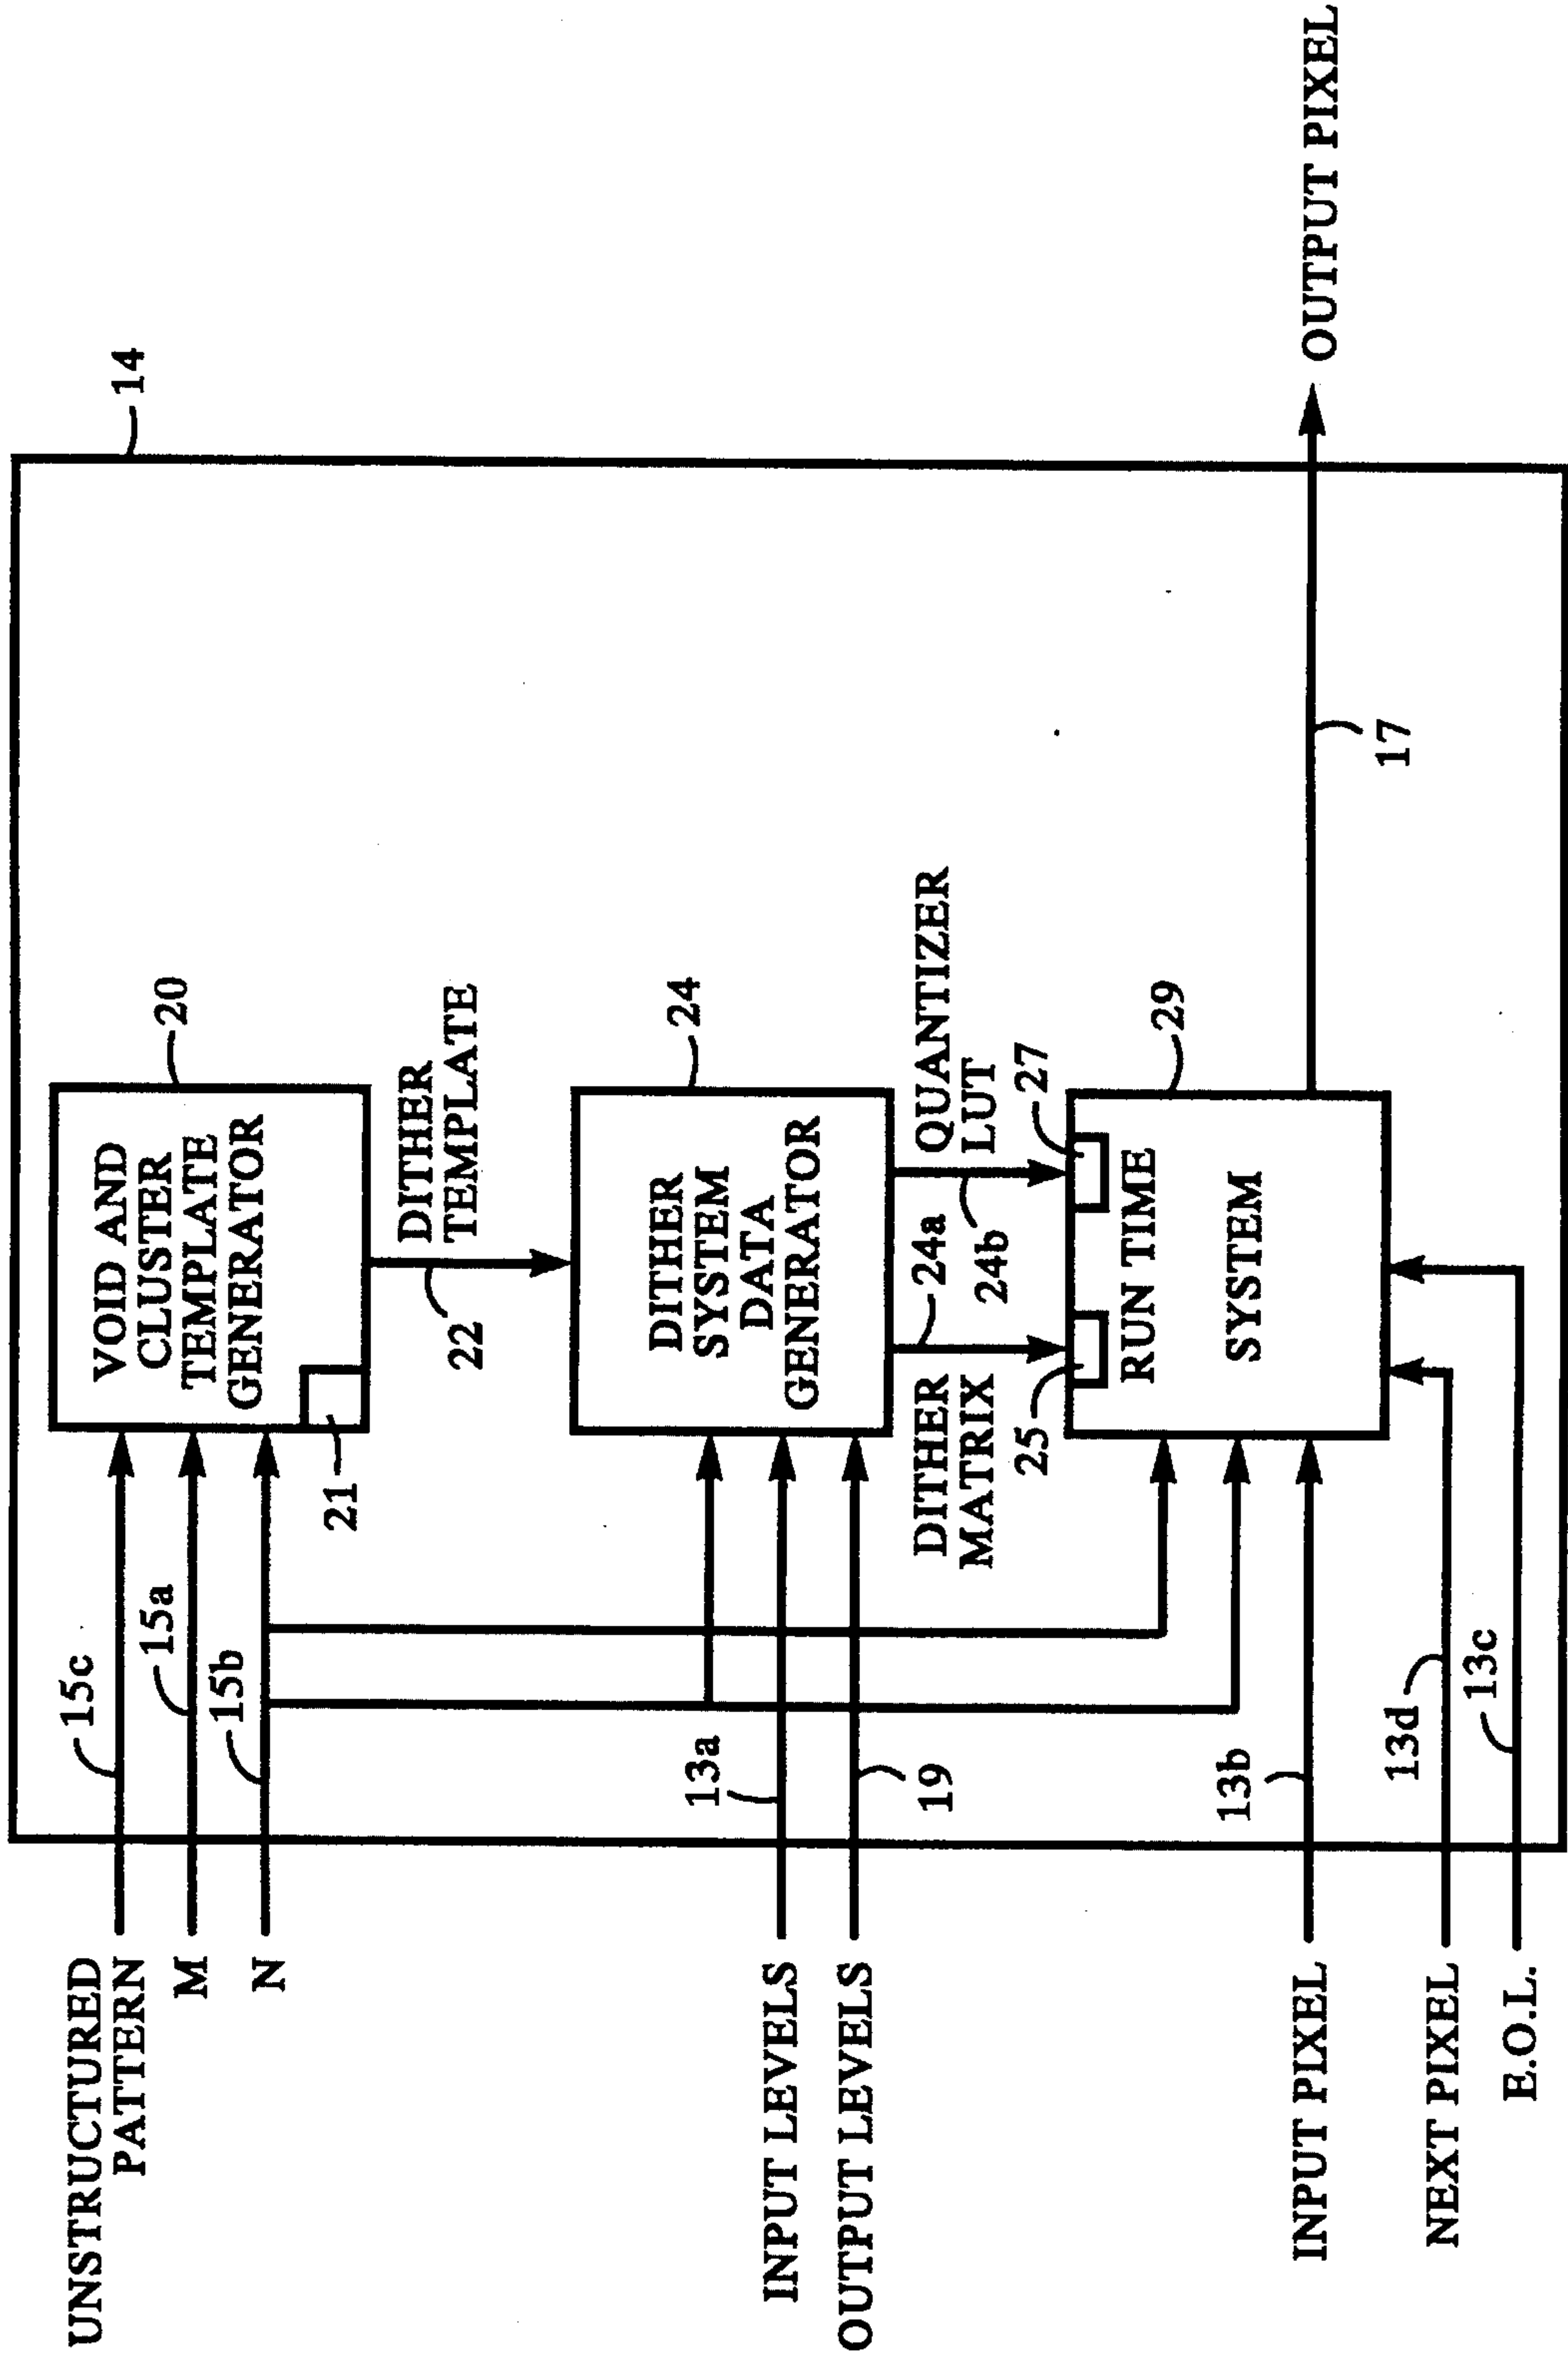 14
UNSTRUCTURED
PATTERN
M
N
15c
15a
15b
VOID AND
CLUSTER
TEMPLATE
GENERATOR
20
21
22
DITHER
TEMPLATE
INPUT LEVELS
OUTPUT LEVELS
13a
19
DITHER
SYSTEM
DATA
GENERATOR
24
DITHER
MATRIX
24a
24b
QUANTIZER
LUT
25
27
RUN TIME
SYSTEM
29
INPUT PIXEL
NEXT PIXEL
E.O.L.
13b
13d
13c
17
OUTPUT PIXEL